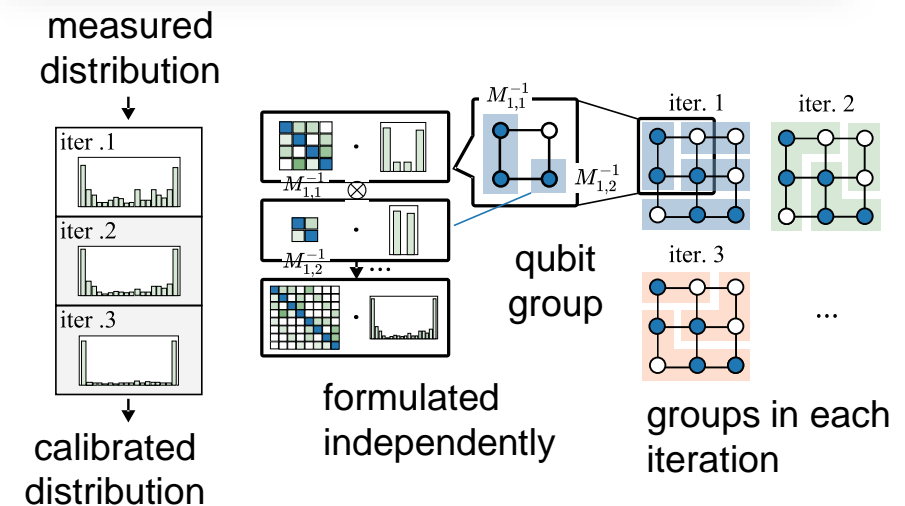 measured
distribution
iter .1
iter .2
iter .3
calibrated
distribution
M_{1,1}^{-1}
⊗
M_{1,2}^{-1}
...
formulated
independently
M_{1,1}^{-1}
M_{1,2}^{-1}
qubit
group
iter. 1
iter. 2
iter. 3
...
groups in each
iteration